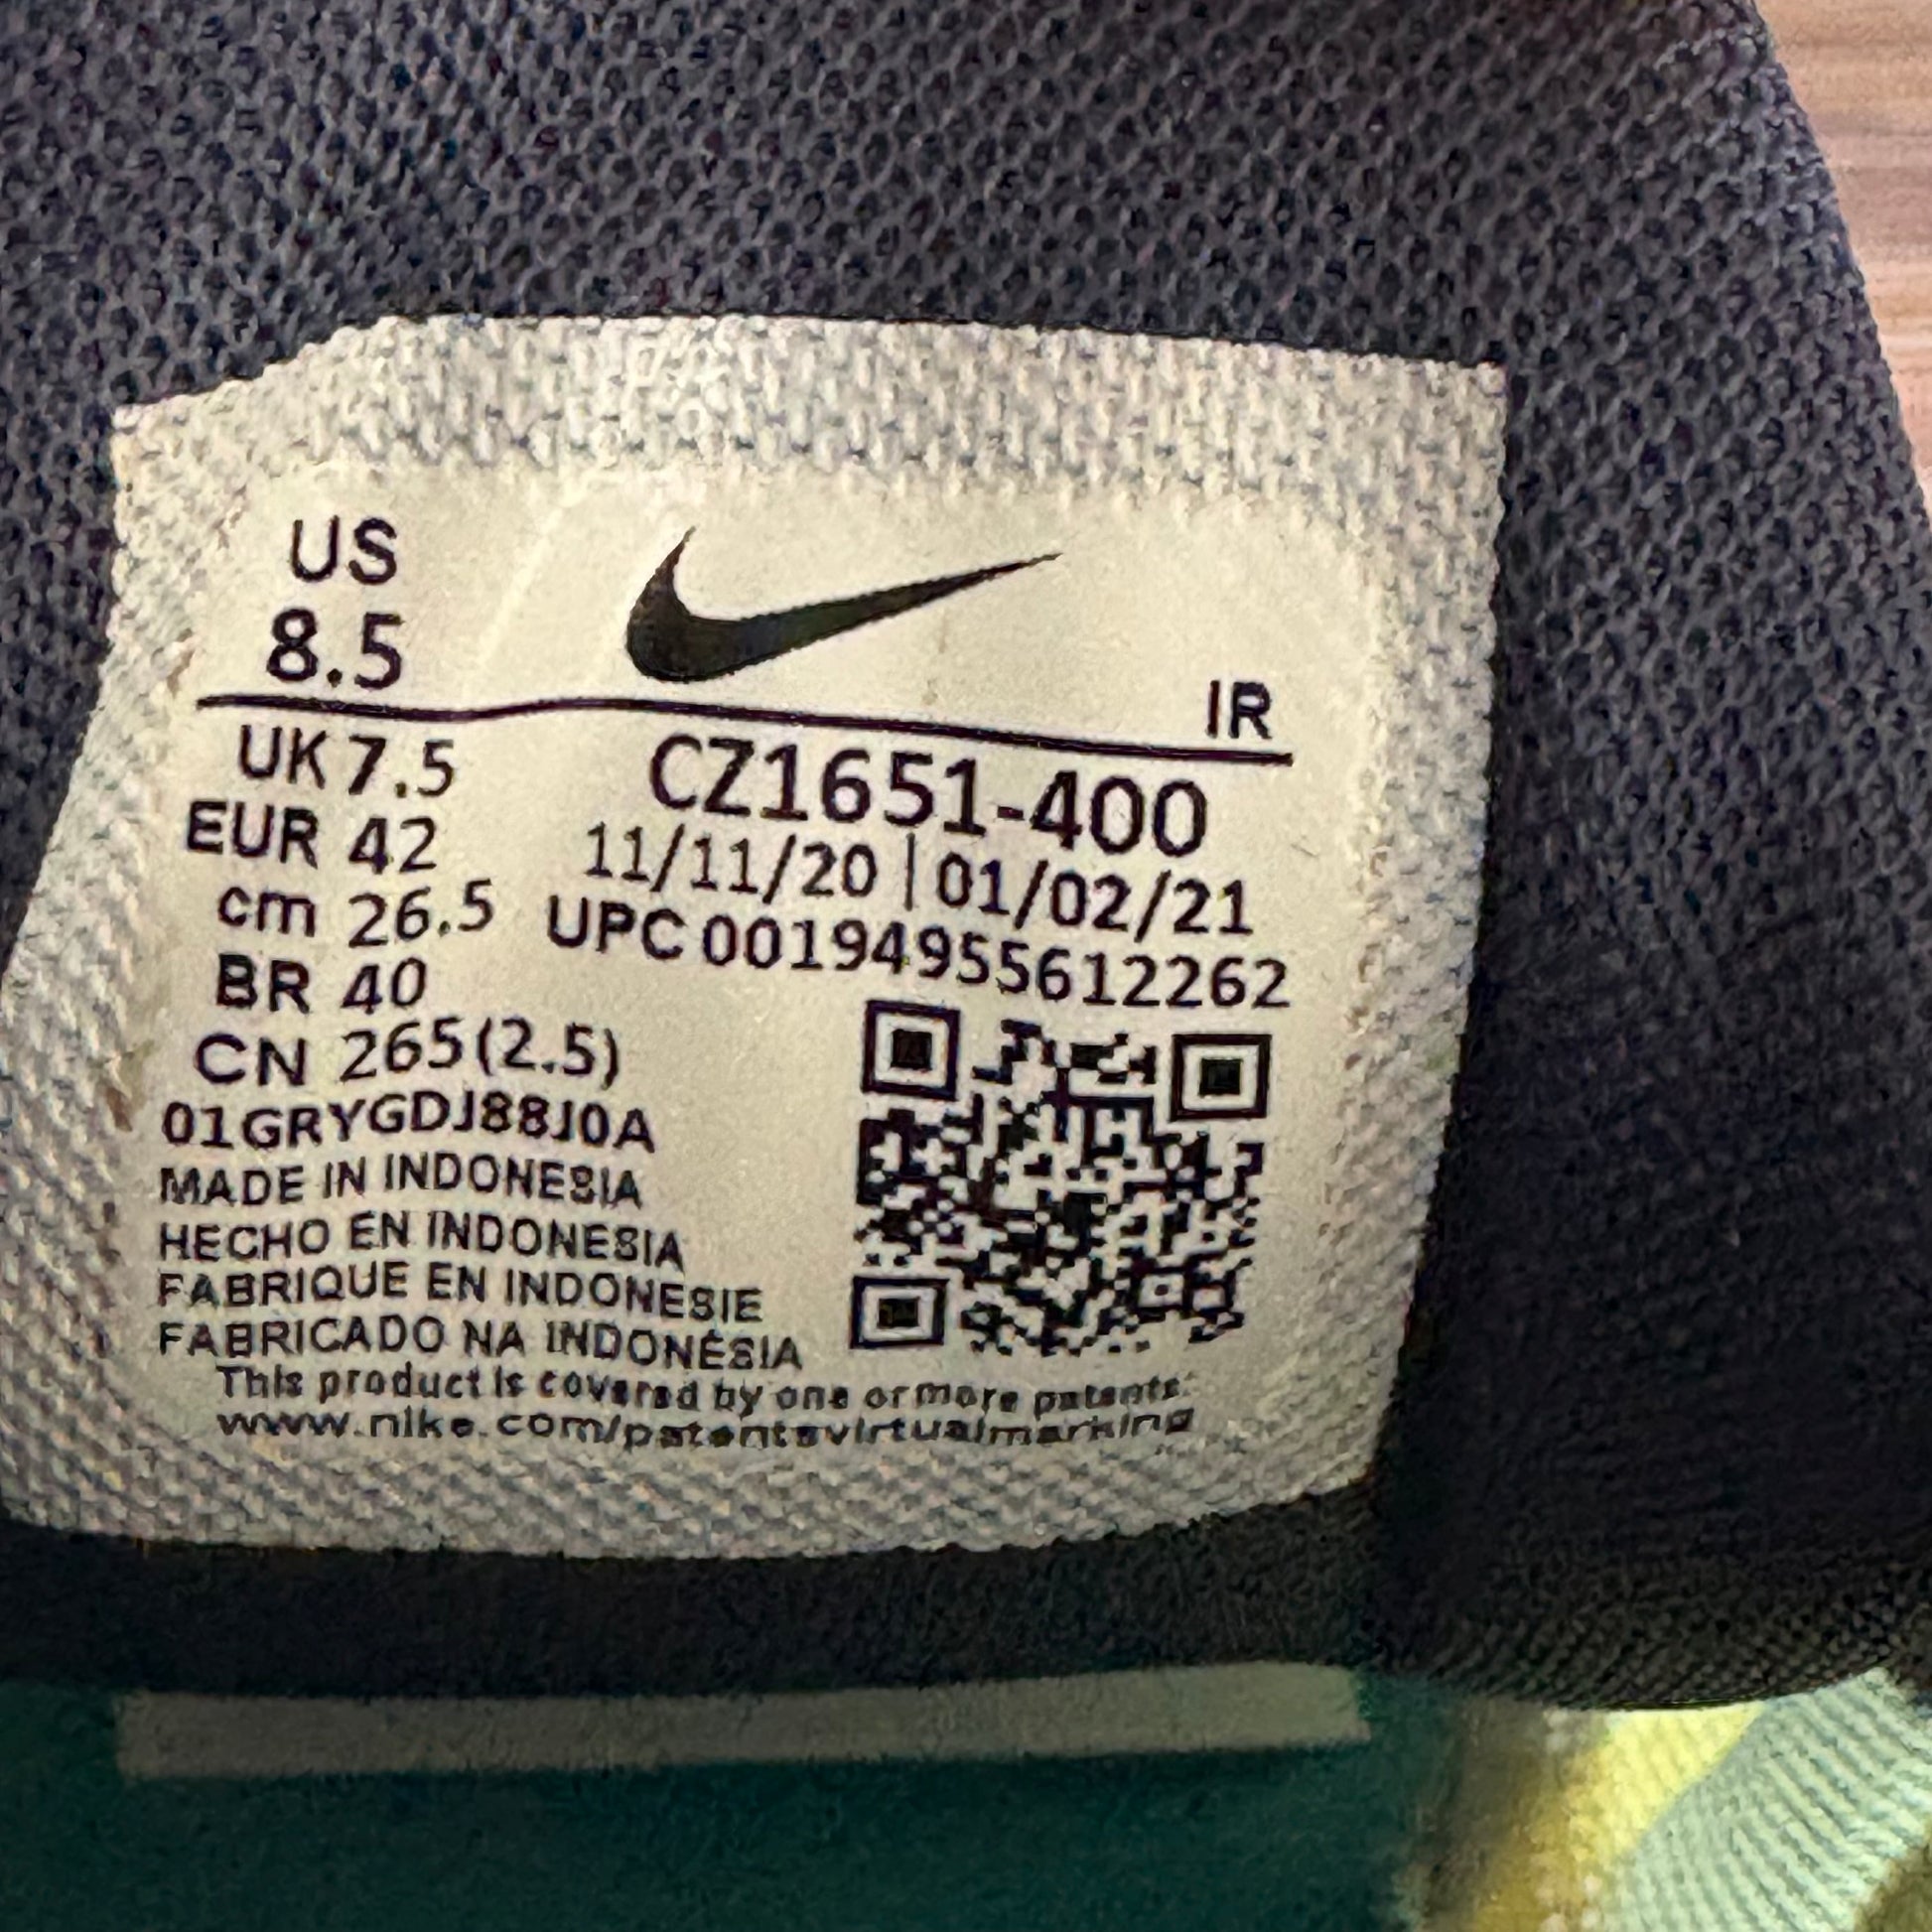 US
8.5
IR
UK 7.5
EUR 42
cm 26.5
BR 40
CN 265(2.5)
CZ1651-400
11/11/20 | 01/02/21
UPC 00194955612262
01GRYGDJ88J0A
MADE IN INDONESIA
HECHO EN INDONESIA
FABRIQUE EN INDONESIE
FABRICADO NA INDONÉSIA
This product is covered by one or more patents:
www.nike.com/patentsvirtualmarking